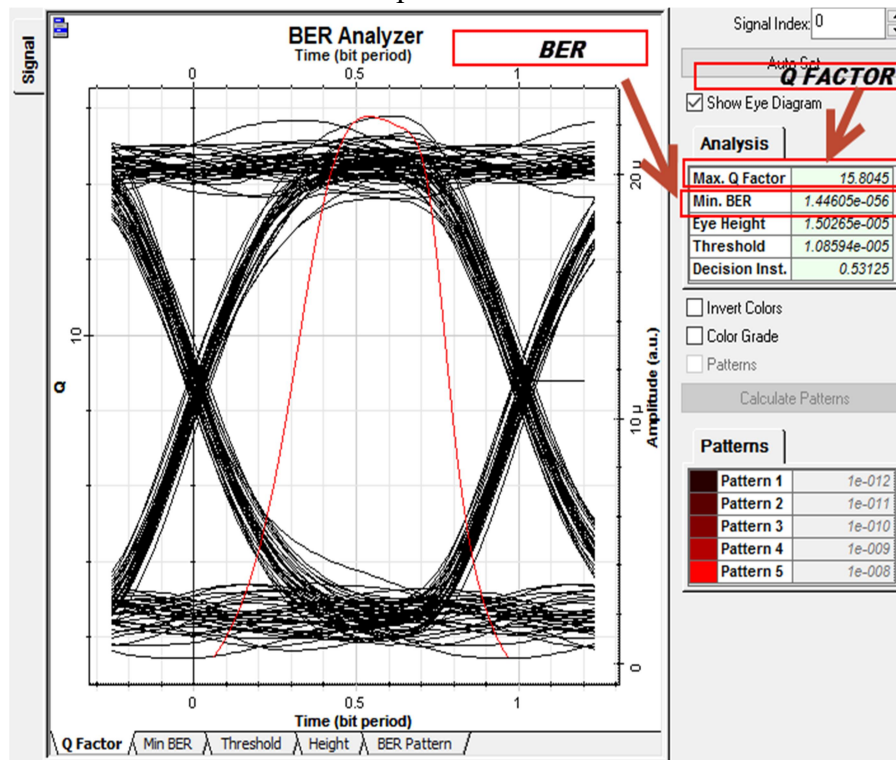 Signal
BER Analyzer
Time (bit period)
0 0.5 1
BER
Q
10
20 µ
10 µ
0
Amplitude (a.u.)
0 0.5 1
Time (bit period)
Q Factor Min BER Threshold Height BER Pattern
Signal Index: 0
Auto Set
Q FACTOR
Show Eye Diagram
Analysis
Max. Q Factor 15.8045
Min. BER 1.44605e-056
Eye Height 1.50265e-005
Threshold 1.08594e-005
Decision Inst. 0.53125
Invert Colors
Color Grade
Patterns
Calculate Patterns
Patterns
Pattern 1 1e-012
Pattern 2 1e-011
Pattern 3 1e-010
Pattern 4 1e-009
Pattern 5 1e-008